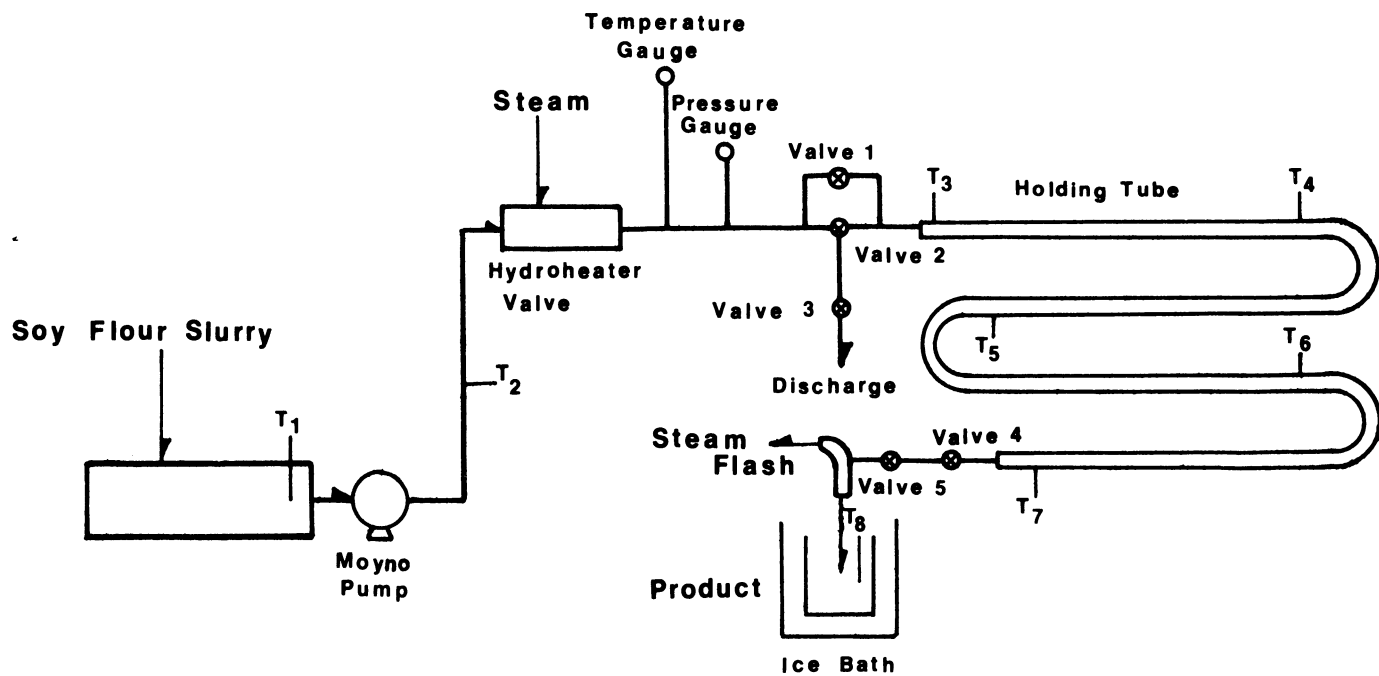 Temperature
Gauge
Steam
Pressure
Gauge
Valve 1
T3
Holding Tube
T4
Valve 2
Hydroheater
Valve
Valve 3
Soy Flour Slurry
T5
T6
T2
Discharge
T1
Steam
Flash
Valve 4
Valve 5
T7
T8
Moyno
Pump
Product
Ice Bath